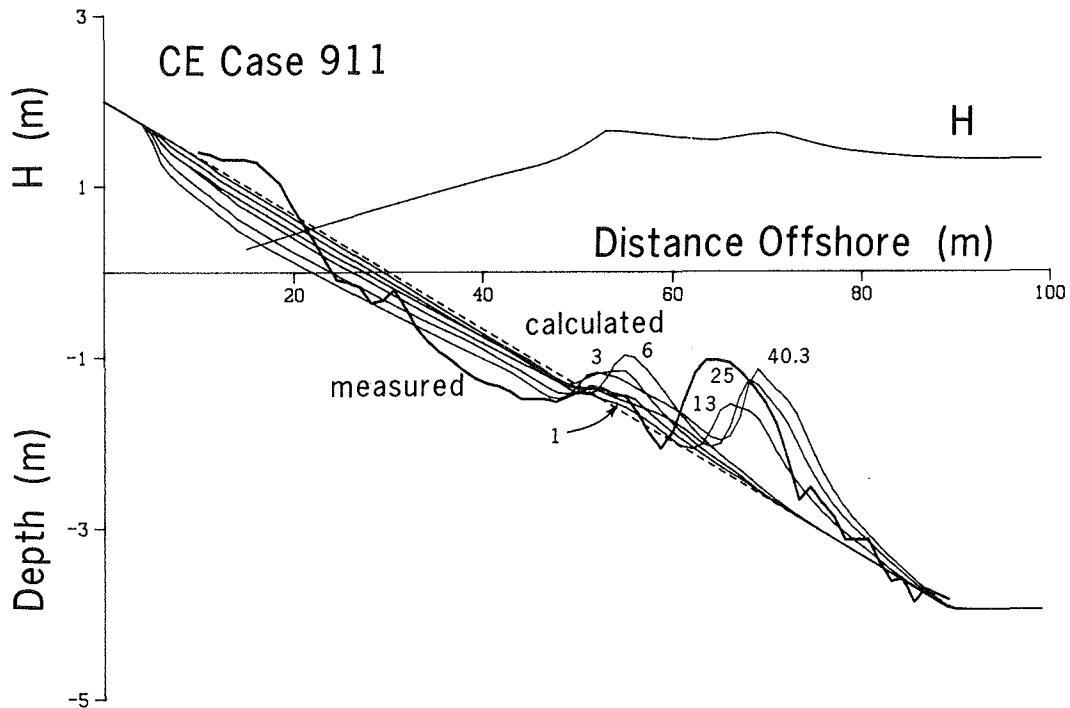 3
CE Case 911
H (m)
H
1
Distance Offshore (m)
20
40
60
80
100
calculated
3
6
40.3
-1
25
measured
13
1
Depth (m)
-3
-5